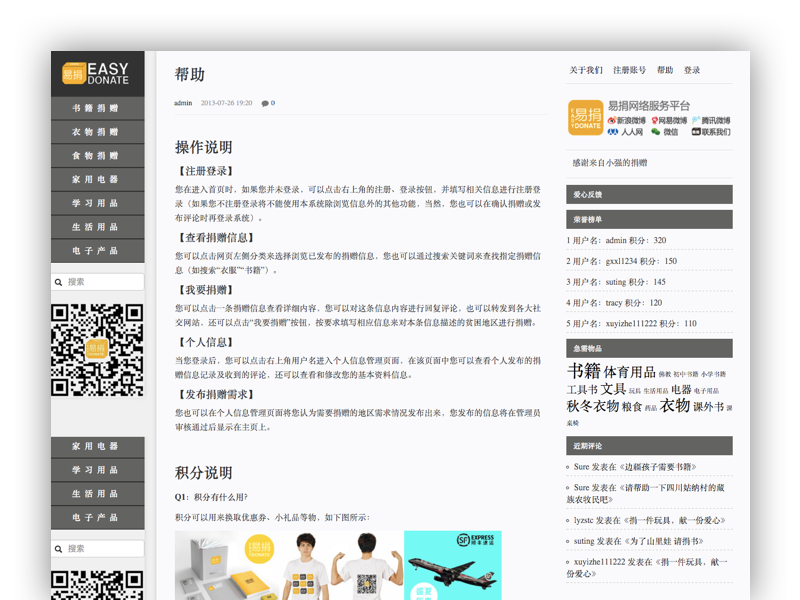 易捐 EASY
DONATE
书籍捐赠
衣物捐赠
食物捐赠
家用电器
学习用品
生活用品
电子产品
搜索
易捐
家用电器
学习用品
生活用品
电子产品
搜索
帮助
admin 2013-07-26 19:20 0
操作说明
【注册登录】
您在进入首页时，如果您并未登录，可以点击右上角的注册、登录按钮，并填写相关信息进行注册登
录（如果您不注册登录将不能使用本系统除浏览信息外的其他功能，当然，您也可以在确认捐赠或发
布评论时再登录系统）。
【查看捐赠信息】
您可以点击网页左侧分类来选择浏览已发布的捐赠信息，您也可以通过搜索关键词来查找指定捐赠信
息（如搜索“衣服”“书籍”）。
【我要捐赠】
您可以点击一条捐赠信息查看详细内容，您可以对这条信息内容进行回复评论，也可以转发到各大社
交网站，还可以点击“我要捐赠”按钮，按要求填写相应信息来对本条信息描述的贫困地区进行捐赠。
【个人信息】
当您登录后，您可以点击右上角用户名进入个人信息管理页面，在该页面中您可以查看个人发布的捐
赠信息记录及收到的评论，还可以查看和修改您的基本资料信息。
【发布捐赠需求】
您也可以在个人信息管理页面将您认为需要捐赠的地区需求情况发布出来，您发布的信息将在管理员
审核通过后显示在主页上。
积分说明
Q1：积分有什么用?
积分可以用来换取优惠券、小礼品等物，如下图所示：
易捐
SF EXPRESS
顺丰速运
关于我们 注册账号 帮助 登录
易捐
DONATE
易捐网络服务平台
新浪微博 网易微博 腾讯微博
人人网 微信 联系我们
感谢来自小强的捐赠
爱心反馈
荣誉榜单
1 用户名：admin 积分：320
2 用户名：gxxl1234 积分：150
3 用户名：suting 积分：145
4 用户名：tracy 积分：120
5 用户名：xuyizhe111222 积分：110
急需物品
书籍 体育用品 佛教 初中书籍 小学书籍
工具书 文具 玩具 生活用品 电器 电子用品
秋冬衣物 粮食 药品 衣物 课外书 课
桌椅
近期评论
Sure 发表在《边疆孩子需要书籍》
Sure 发表在《请帮助一下四川姑纳村的藏
族农牧民吧》
lyzstc 发表在《捐一件玩具，献一份爱心》
suting 发表在《为了山里娃 请捐书》
xuyizhe111222 发表在《捐一件玩具，献一
份爱心》